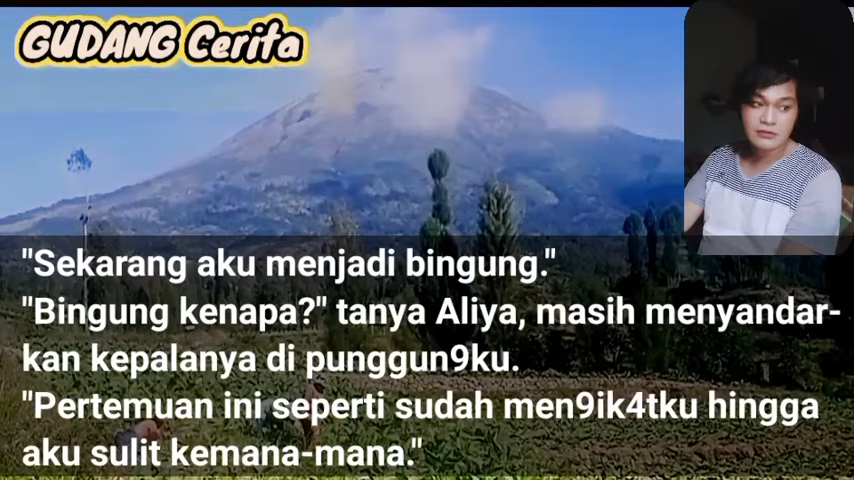 GUDANG Cerita
"Sekarang aku menjadi bingung."
"Bingung kenapa?" tanya Aliya, masih menyandar-
kan kepalanya di punggun9ku.
"Pertemuan ini seperti sudah men9ik4tku hingga
aku sulit kemana-mana."